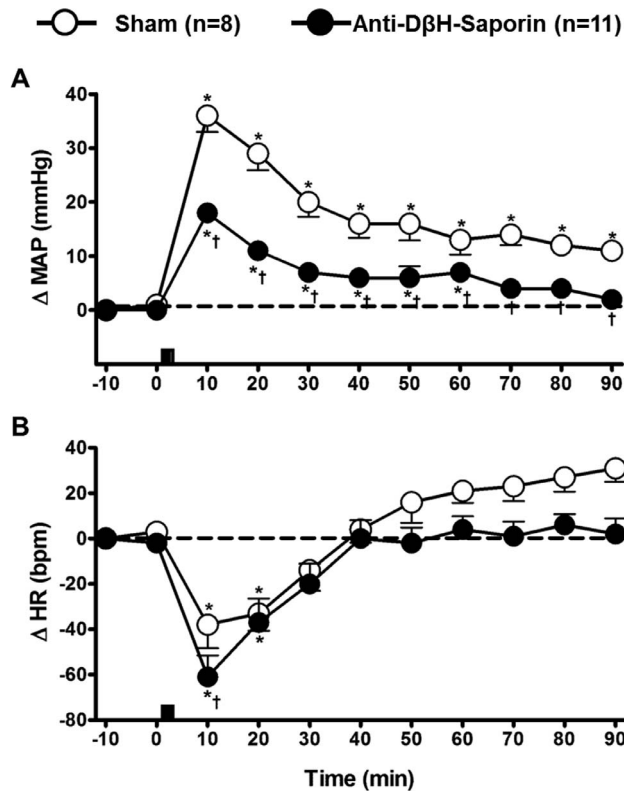 Sham (n=8) Anti-DβH-Saporin (n=11)
A
Δ MAP (mmHg)
40
30
20
10
0
* * * * * * * * *
*† *† *† *† *† *† † † †
-10 0 10 20 30 40 50 60 70 80 90
B
Δ HR (bpm)
40
20
0
-20
-40
-60
-80
* *
*
*†
-10 0 10 20 30 40 50 60 70 80 90
Time (min)